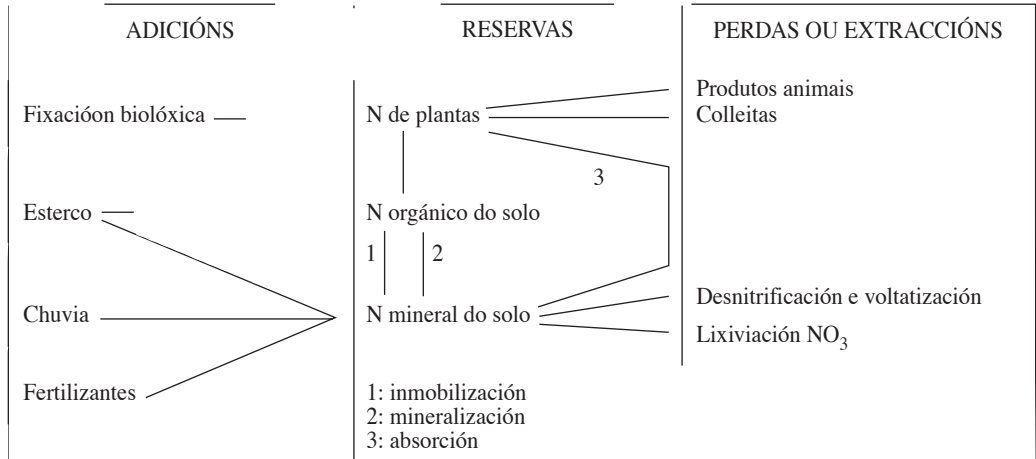 ADICIÓNS
RESERVAS
PERDAS OU EXTRACCIÓNS
Fixacióon biolóxica
Esterco
Chuvia
Fertilizantes
N de plantas
N orgánico do solo
1
2
N mineral do solo
1: inmobilización
2: mineralización
3: absorción
3
Produtos animais
Colleitas
Desnitrificación e voltatización
Lixiviación NO₃